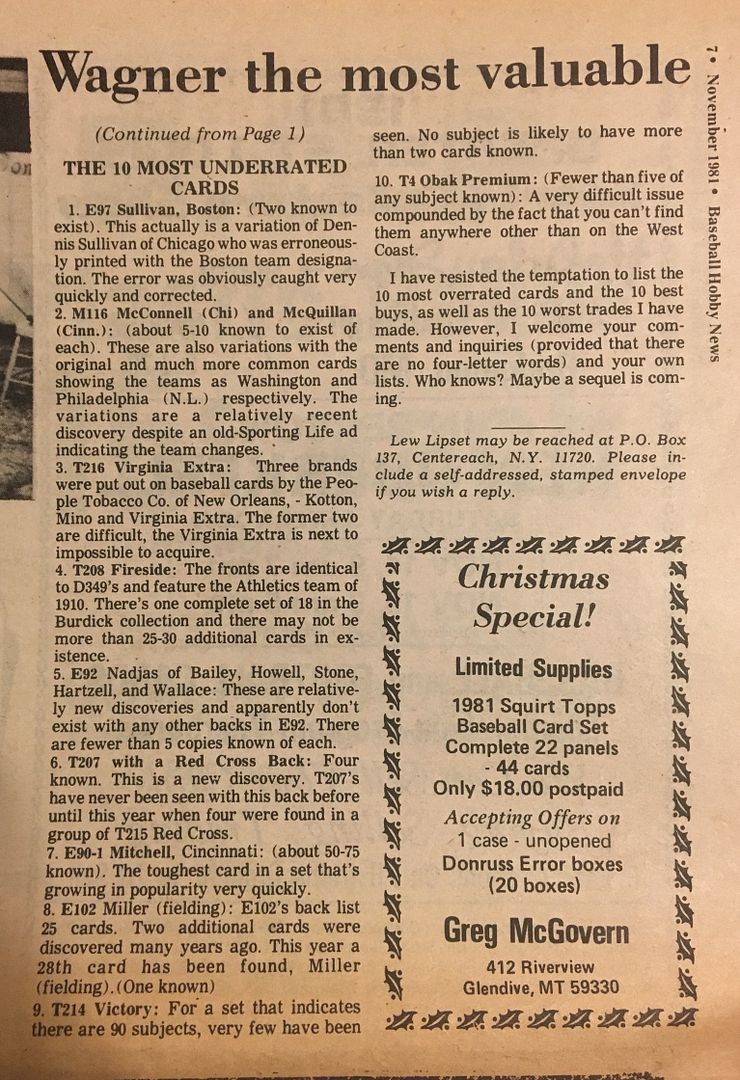 Wagner the most valuable
(Continued from Page 1)
THE 10 MOST UNDERRATED
CARDS
1. E97 Sullivan, Boston: (Two known to
exist). This actually is a variation of Den-
nis Sullivan of Chicago who was erroneous-
ly printed with the Boston team designa-
tion. The error was obviously caught very
quickly and corrected.
2. M116 McConnell (Chi) and McQuillan
(Cinn.): (about 5-10 known to exist of
each). These are also variations with the
original and much more common cards
showing the teams as Washington and
Philadelphia (N.L.) respectively. The
variations are a relatively recent
discovery despite an old-Sporting Life ad
indicating the team changes.
3. T216 Virginia Extra: Three brands
were put out on baseball cards by the Peo-
ple Tobacco Co. of New Orleans, - Kotton,
Mino and Virginia Extra. The former two
are difficult, the Virginia Extra is next to
impossible to acquire.
4. T208 Fireside: The fronts are identical
to D349's and feature the Athletics team of
1910. There's one complete set of 18 in the
Burdick collection and there may not be
more than 25-30 additional cards in ex-
istence.
5. E92 Nadjas of Bailey, Howell, Stone,
Hartzell, and Wallace: These are relative-
ly new discoveries and apparently don't
exist with any other backs in E92. There
are fewer than 5 copies known of each.
6. T207 with a Red Cross Back: Four
known. This is a new discovery. T207's
have never been seen with this back before
until this year when four were found in a
group of T215 Red Cross.
7. E90-1 Mitchell, Cincinnati: (about 50-75
known). The toughest card in a set that's
growing in popularity very quickly.
8. E102 Miller (fielding): E102's back list
25 cards. Two additional cards were
discovered many years ago. This year a
28th card has been found, Miller
(fielding). (One known)
9. T214 Victory: For a set that indicates
there are 90 subjects, very few have been
seen. No subject is likely to have more
than two cards known.
10. T4 Obak Premium: (Fewer than five of
any subject known): A very difficult issue
compounded by the fact that you can't find
them anywhere other than on the West
Coast.
I have resisted the temptation to list the
10 most overrated cards and the 10 best
buys, as well as the 10 worst trades I have
made. However, I welcome your com-
ments and inquiries (provided that there
are no four-letter words) and your own
lists. Who knows? Maybe a sequel is com-
ing.
Lew Lipset may be reached at P.O. Box
137, Centereach, N.Y. 11720. Please in-
clude a self-addressed, stamped envelope
if you wish a reply.
Christmas
Special!
Limited Supplies
1981 Squirt Topps
Baseball Card Set
Complete 22 panels
- 44 cards
Only $18.00 postpaid
Accepting Offers on
1 case - unopened
Donruss Error boxes
(20 boxes)
Greg McGovern
412 Riverview
Glendive, MT 59330
7 • November 1981 • Baseball Hobby News